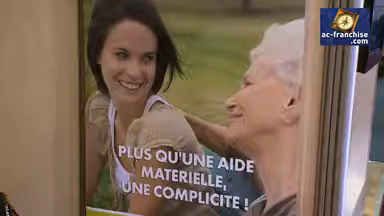 ac-franchise
.com
PLUS QU'UNE AIDE
MATERIELLE,
UNE COMPLICITE !